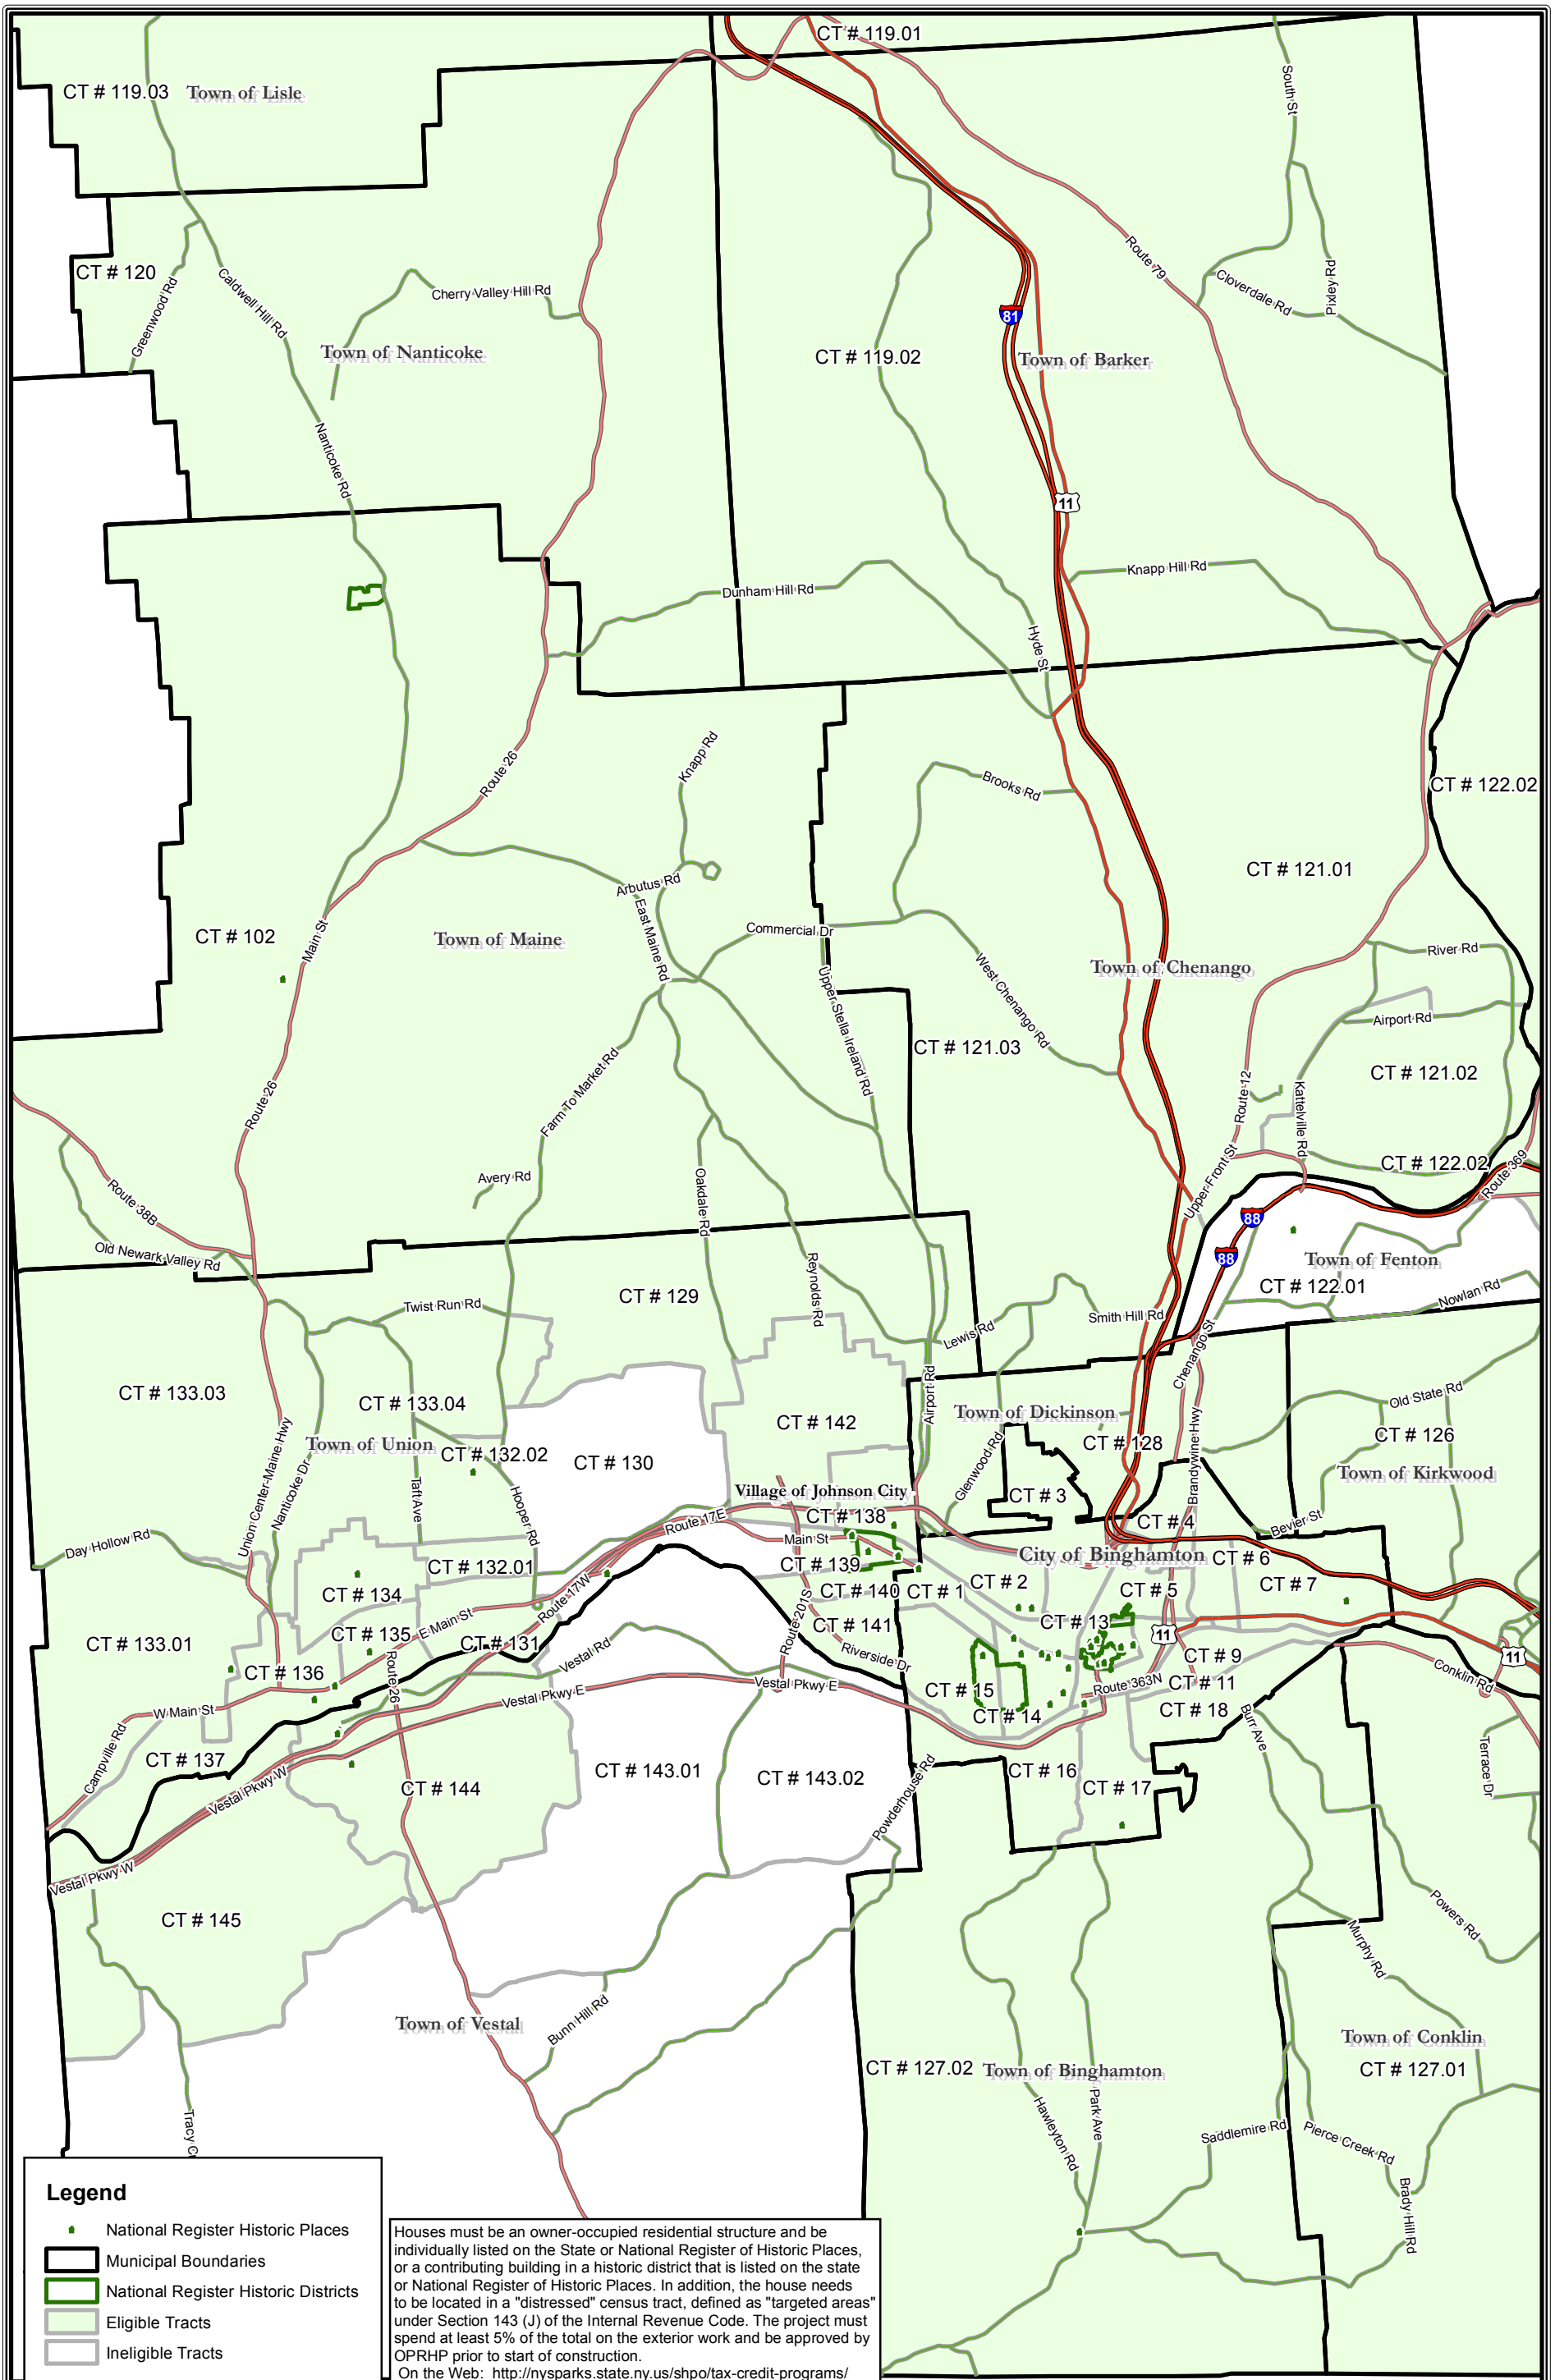 CT # 119.01
CT # 119.03
Town of Lisle
South St
CT # 120
Greenwood Rd
Caldwell Hill Rd
Cherry Valley Hill Rd
Route 79
Cloverdale Rd
Pixley Rd
81
Town of Nanticoke
CT # 119.02
Town of Barker
Nanticoke Rd
11
Dunham Hill Rd
Knapp Hill Rd
Hyde St
Route 26
Knapp Rd
Brooks Rd
CT # 122.02
CT # 121.01
Arbutus Rd
East Maine Rd
Commercial Dr
CT # 102
Main St
Town of Maine
River Rd
Town of Chenango
West Chenango Rd
Upper Stella Ireland Rd
Airport Rd
CT # 121.03
CT # 121.02
Route 26
Farm To Market Rd
Route 12
Kattelville Rd
Avery Rd
Oakdale Rd
Upper Front St
CT # 122.02
Route 369
Route 38B
88
Old Newark Valley Rd
88
Town of Fenton
Reynolds Rd
CT # 129
CT # 122.01
Nowlan Rd
Twist Run Rd
Smith Hill Rd
Lewis Rd
Chenango St
CT # 133.03
CT # 133.04
Airport Rd
Old State Rd
Town of Dickinson
CT # 142
CT # 128
CT # 126
Union Center-Maine Hwy
Nanticoke Dr
Town of Union
CT # 132.02
CT # 130
Glenwood Rd
Brandywine Hwy
Town of Kirkwood
Taft Ave
Hooper Rd
Village of Johnson City
CT # 3
Route 17E
CT # 138
CT # 4
Bevier St
Day Hollow Rd
Main St
City of Binghamton
CT # 6
CT # 132.01
CT # 139
CT # 134
Route 17W
CT # 140
CT # 1
CT # 2
CT # 5
CT # 7
E Main St
CT # 135
CT # 141
CT # 13
11
CT # 133.01
CT # 131
Route 201S
Riverside Dr
CT # 9
11
Vestal Rd
CT # 136
Route 26
Vestal Pkwy E
Vestal Pkwy E
CT # 15
Route 363N
CT # 11
Conklin Rd
W Main St
CT # 14
CT # 18
Burr Ave
Campville Rd
CT # 137
Vestal Pkwy W
CT # 144
CT # 143.01
CT # 143.02
Powderhouse Rd
CT # 16
CT # 17
Terrace Dr
Vestal Pkwy W
CT # 145
Powers Rd
Murphy Rd
Town of Vestal
Bunn Hill Rd
Town of Conklin
CT # 127.02
Town of Binghamton
CT # 127.01
Hawleyton Rd
Park Ave
Saddlemire Rd
Pierce Creek Rd
Brady Hill Rd
Tracy
Legend
National Register Historic Places
Municipal Boundaries
National Register Historic Districts
Eligible Tracts
Ineligible Tracts
Houses must be an owner-occupied residential structure and be
individually listed on the State or National Register of Historic Places,
or a contributing building in a historic district that is listed on the state
or National Register of Historic Places. In addition, the house needs
to be located in a "distressed" census tract, defined as "targeted areas"
under Section 143 (J) of the Internal Revenue Code. The project must
spend at least 5% of the total on the exterior work and be approved by
OPRHP prior to start of construction.
On the Web: http://nysparks.state.ny.us/shpo/tax-credit-programs/